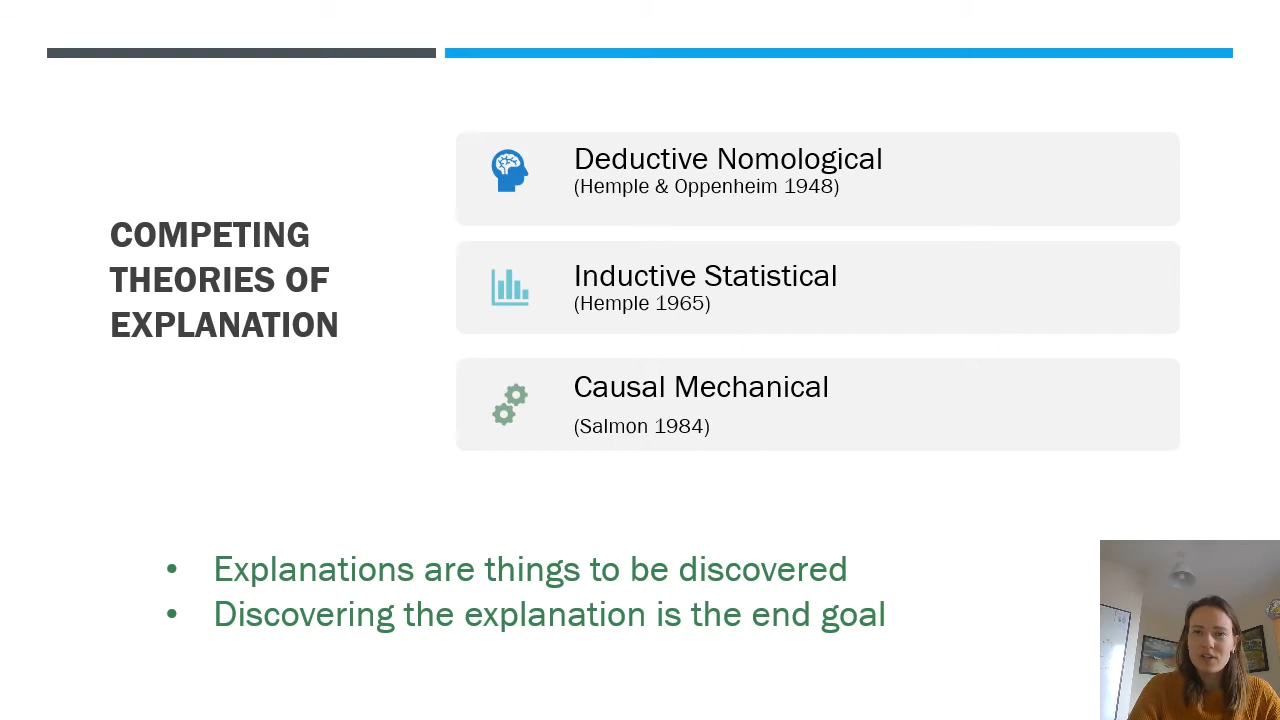 COMPETING
THEORIES OF
EXPLANATION
Deductive Nomological
(Hemple & Oppenheim 1948)
Inductive Statistical
(Hemple 1965)
Causal Mechanical
(Salmon 1984)
• Explanations are things to be discovered
• Discovering the explanation is the end goal